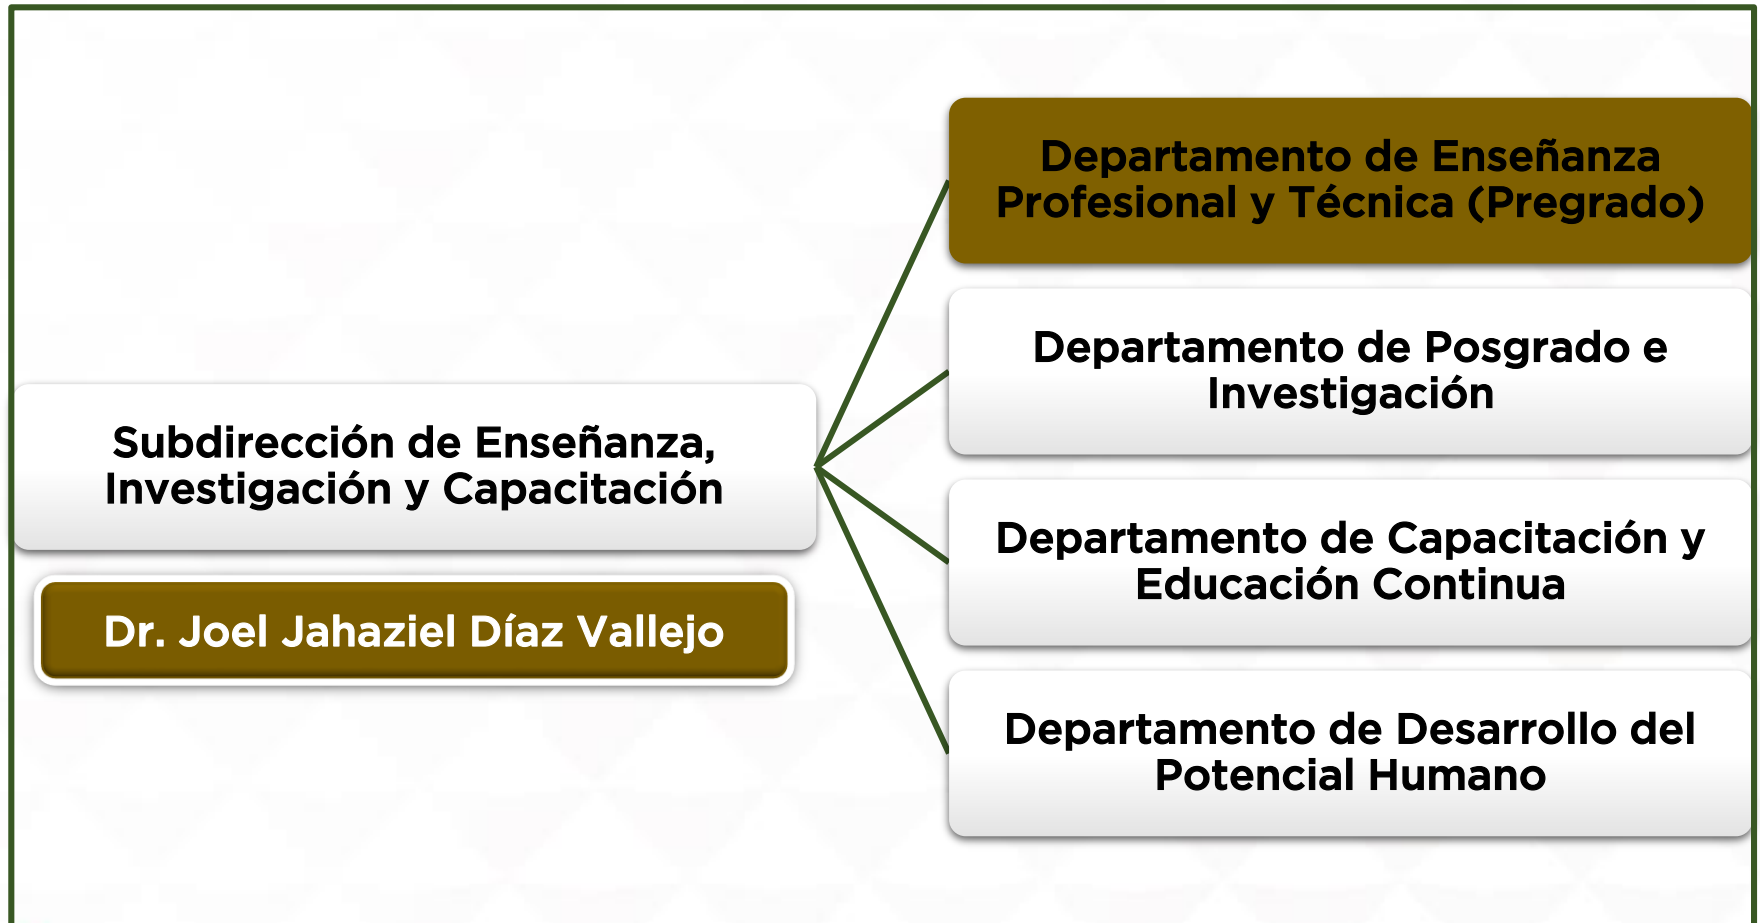 Subdirección de Enseñanza,
Investigación y Capacitación
Dr. Joel Jahaziel Díaz Vallejo
Departamento de Enseñanza
Profesional y Técnica (Pregrado)
Departamento de Posgrado e
Investigación
Departamento de Capacitación y
Educación Continua
Departamento de Desarrollo del
Potencial Humano